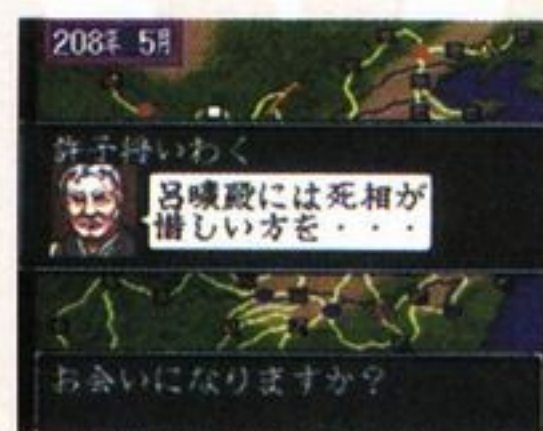 208年 5月
許子将いわく
呂曠殿には死相が
惜しい方を・・・
お会いになりますか?